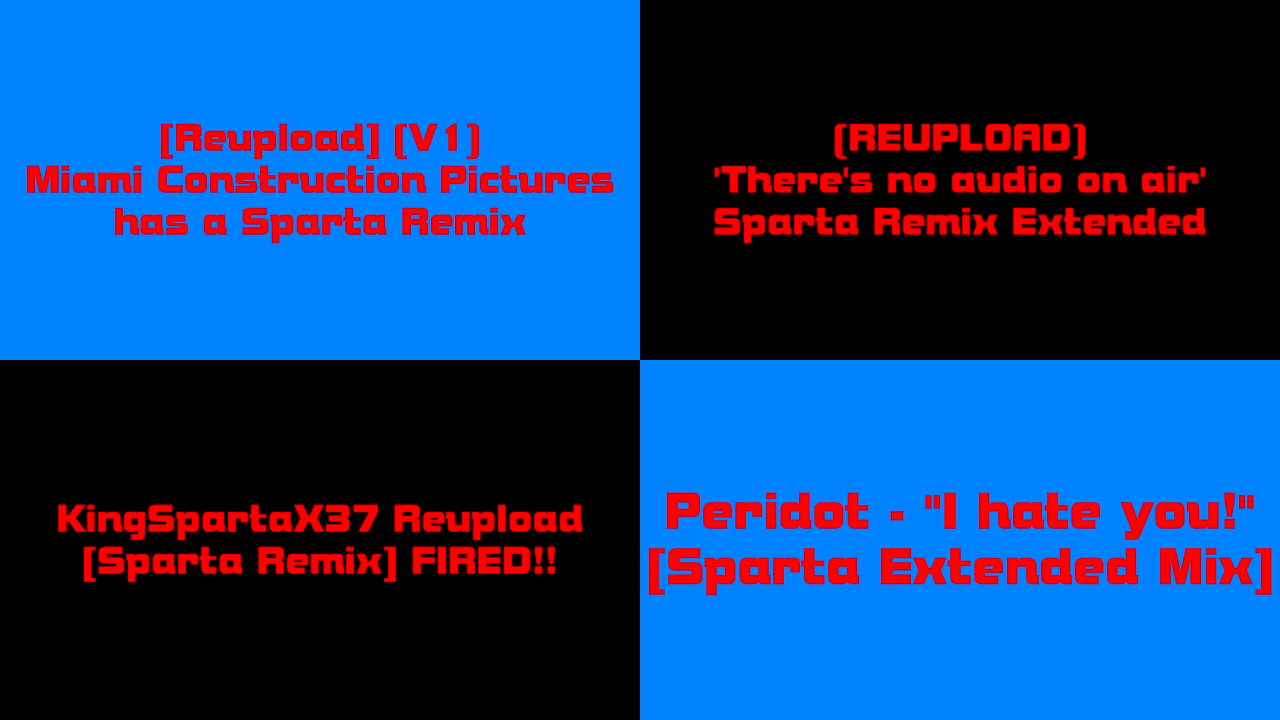 [Reupload] (V1)
Miami Construction Pictures
has a Sparta Remix
(REUPLOAD)
'There's no audio on air'
Sparta Remix Extended
KingSpartaX37 Reupload
[Sparta Remix] FIRED!!
Peridot - "I hate you!"
[Sparta Extended Mix]